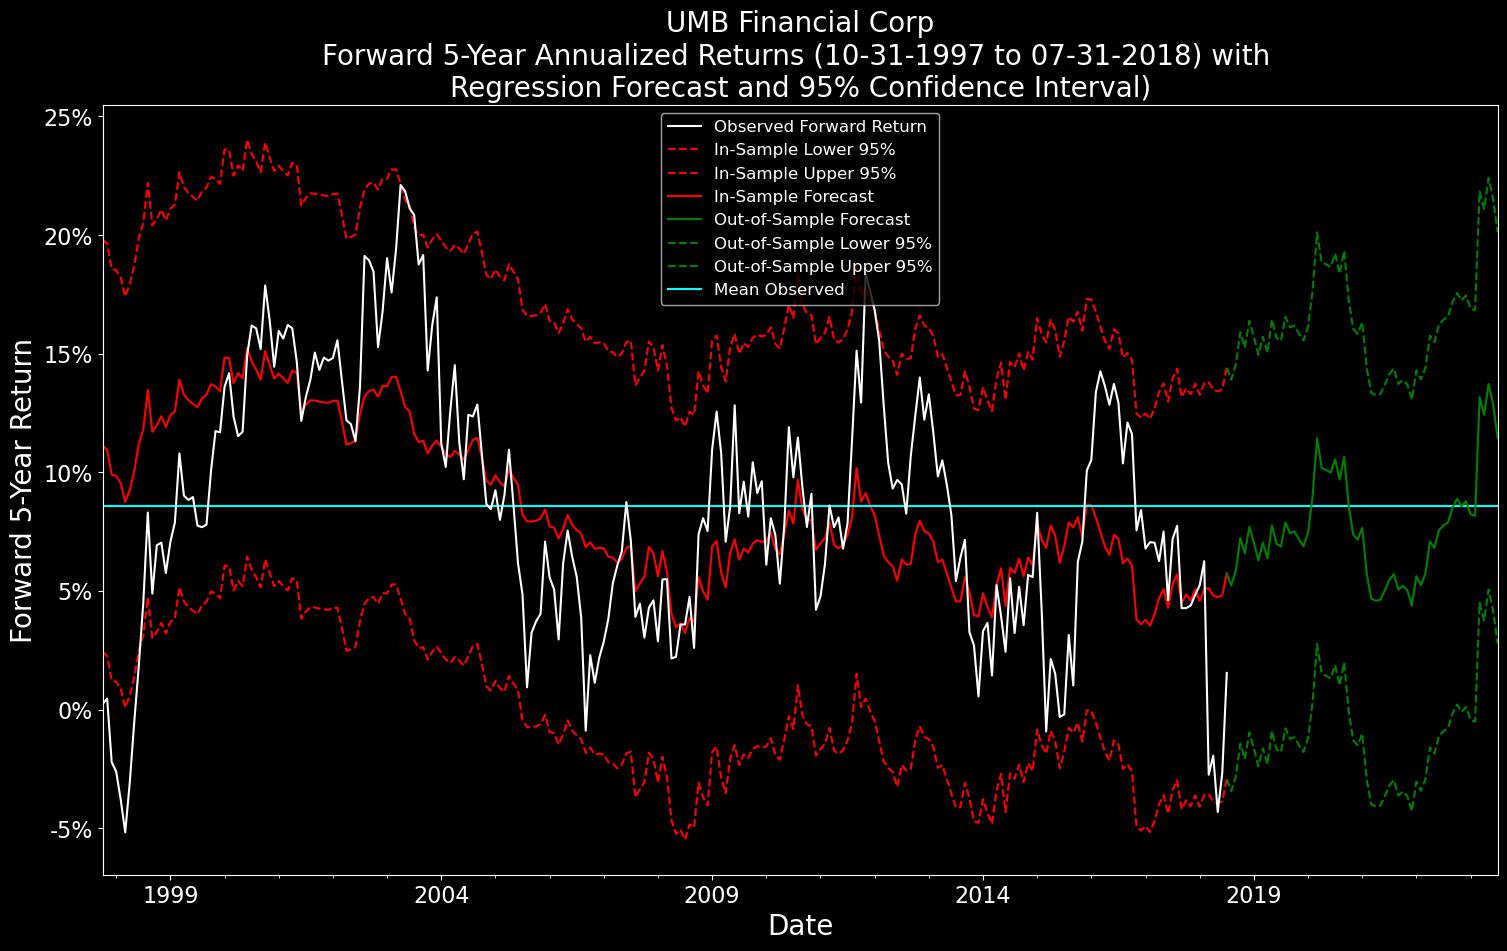 UMB Financial Corp
Forward 5-Year Annualized Returns (10-31-1997 to 07-31-2018) with
Regression Forecast and 95% Confidence Interval)
Forward 5-Year Return
25%
20%
15%
10%
5%
0%
-5%
Observed Forward Return
In-Sample Lower 95%
In-Sample Upper 95%
In-Sample Forecast
Out-of-Sample Forecast
Out-of-Sample Lower 95%
Out-of-Sample Upper 95%
Mean Observed
1999
2004
2009
2014
2019
Date